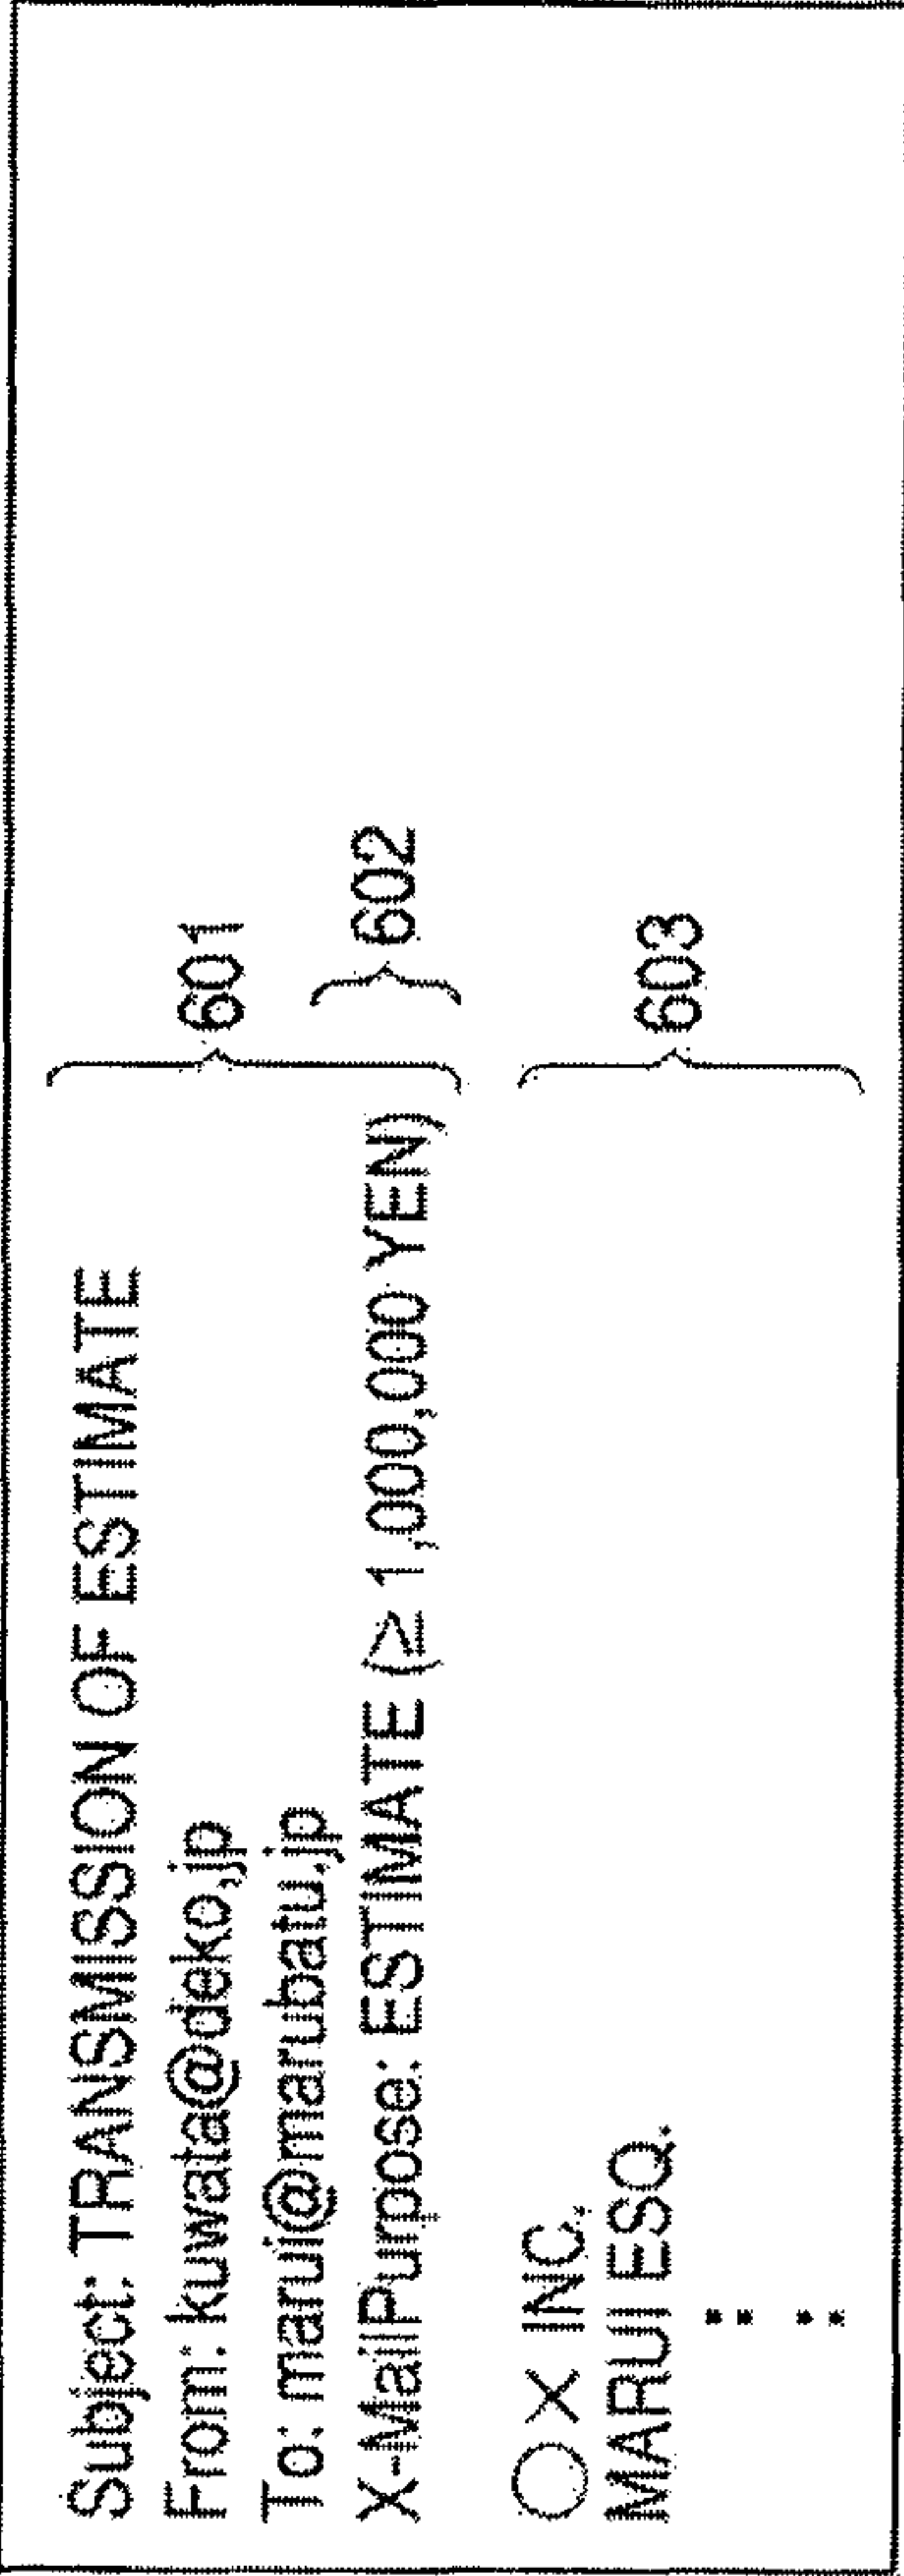 Subject: TRANSMISSION OF ESTIMATE
From: kuwata@deko.jp
To: marui@marubatu.jp
X-MailPurpose: ESTIMATE (≥ 1,000,000 YEN)
601
602
○× INC.
MARUI ESQ.
:
:
603